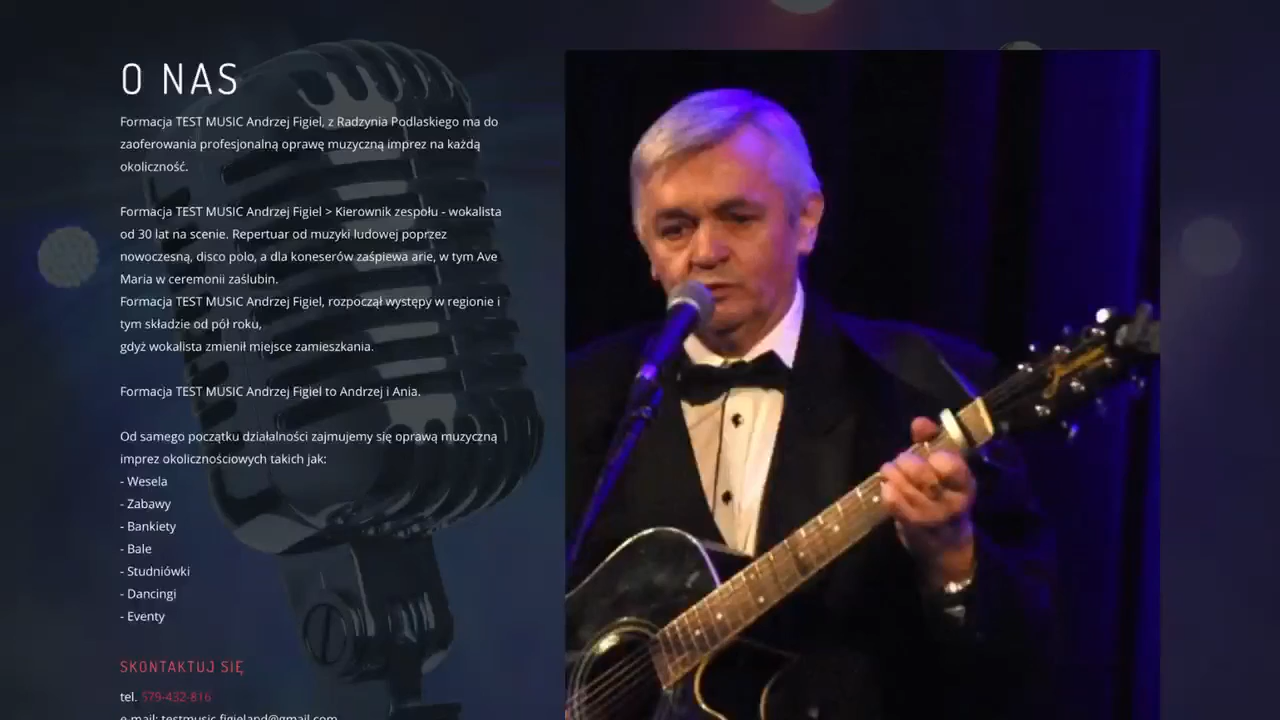 O NAS
Formacja TEST MUSIC Andrzej Figiel, z Radzynia Podlaskiego ma do
zaoferowania profesjonalną oprawę muzyczną imprez na każdą
okoliczność.
Formacja TEST MUSIC Andrzej Figiel > Kierownik zespołu - wokalista
od 30 lat na scenie. Repertuar od muzyki ludowej poprzez
nowoczesną, disco polo, a dla koneserów zaśpiewa arie, w tym Ave
Maria w ceremonii zaślubin.
Formacja TEST MUSIC Andrzej Figiel, rozpoczął występy w regionie i
tym składzie od pół roku,
gdyż wokalista zmienił miejsce zamieszkania.
Formacja TEST MUSIC Andrzej Figiel to Andrzej i Ania.
Od samego początku działalności zajmujemy się oprawą muzyczną
imprez okolicznościowych takich jak:
- Wesela
- Zabawy
- Bankiety
- Bale
- Studniówki
- Dancingi
- Eventy
SKONTAKTUJ SIĘ
tel. 579-432-816
e-mail: testmusic.figieland@gmail.com